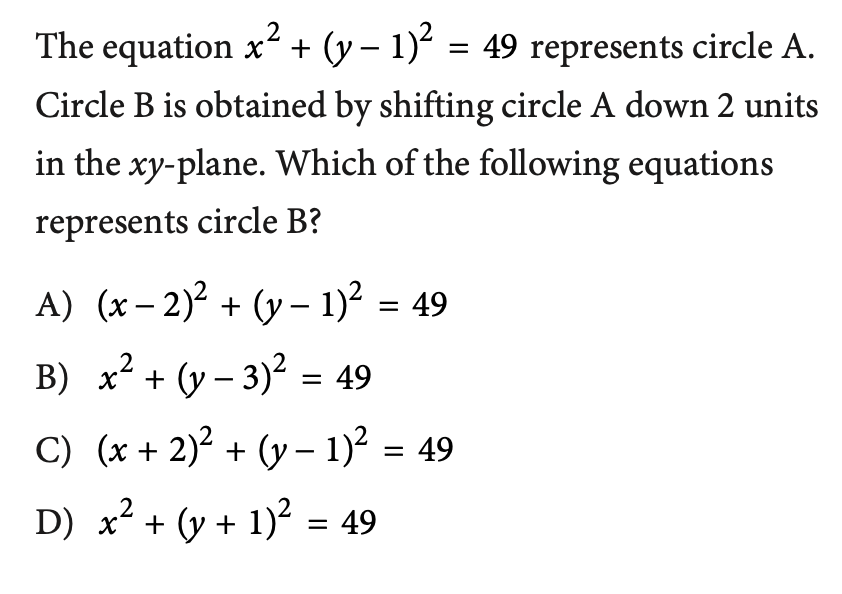 The equation x² + (y – 1)² = 49 represents circle A.
Circle B is obtained by shifting circle A down 2 units
in the xy-plane. Which of the following equations
represents circle B?
A) (x – 2)² + (y – 1)² = 49
B) x² + (y – 3)² = 49
C) (x + 2)² + (y – 1)² = 49
D) x² + (y + 1)² = 49